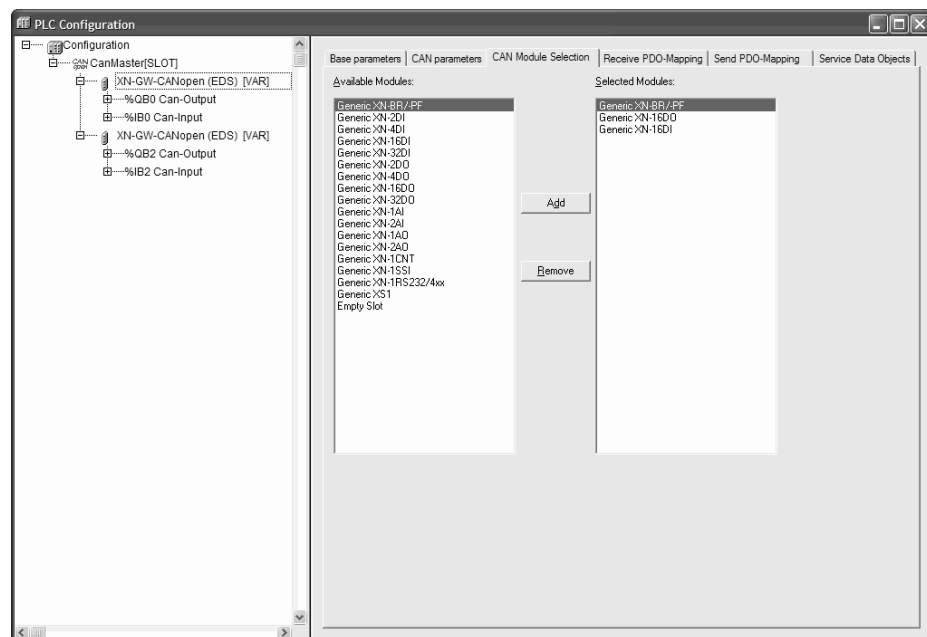 PLC Configuration
Configuration
CanMaster[SLOT]
XN-GW-CANopen (EDS) [VAR]
%QB0 Can-Output
%IB0 Can-Input
XN-GW-CANopen (EDS) [VAR]
%QB2 Can-Output
%IB2 Can-Input
Base parameters CAN parameters CAN Module Selection Receive PDO-Mapping Send PDO-Mapping Service Data Objects
Available Modules:
Generic XN-BR/-PF
Generic XN-2DI
Generic XN-4DI
Generic XN-16DI
Generic XN-32DI
Generic XN-2DO
Generic XN-4DO
Generic XN-16DO
Generic XN-32DO
Generic XN-1AI
Generic XN-2AI
Generic XN-1AO
Generic XN-2AO
Generic XN-1CNT
Generic XN-1SSI
Generic XN-1RS232/4xx
Generic XS1
Empty Slot
Add
Remove
Selected Modules:
Generic XN-BR/-PF
Generic XN-16DO
Generic XN-16DI